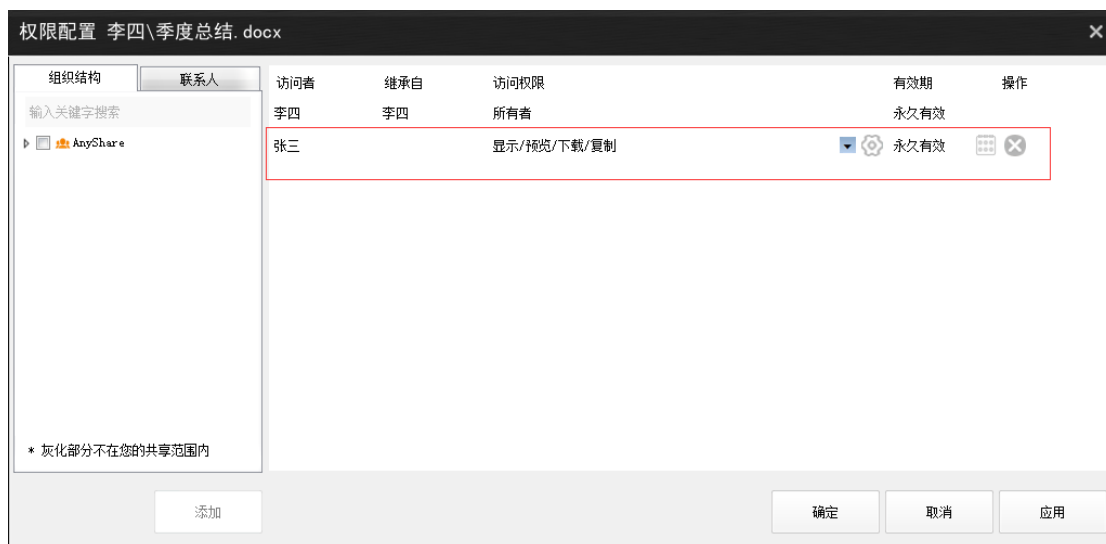 权限配置 李四\季度总结.docx
组织结构 联系人
输入关键字搜索
AnyShare
* 灰化部分不在您的共享范围内
添加
访问者 继承自 访问权限 有效期 操作
李四 李四 所有者 永久有效
张三 显示/预览/下载/复制 永久有效
确定 取消 应用